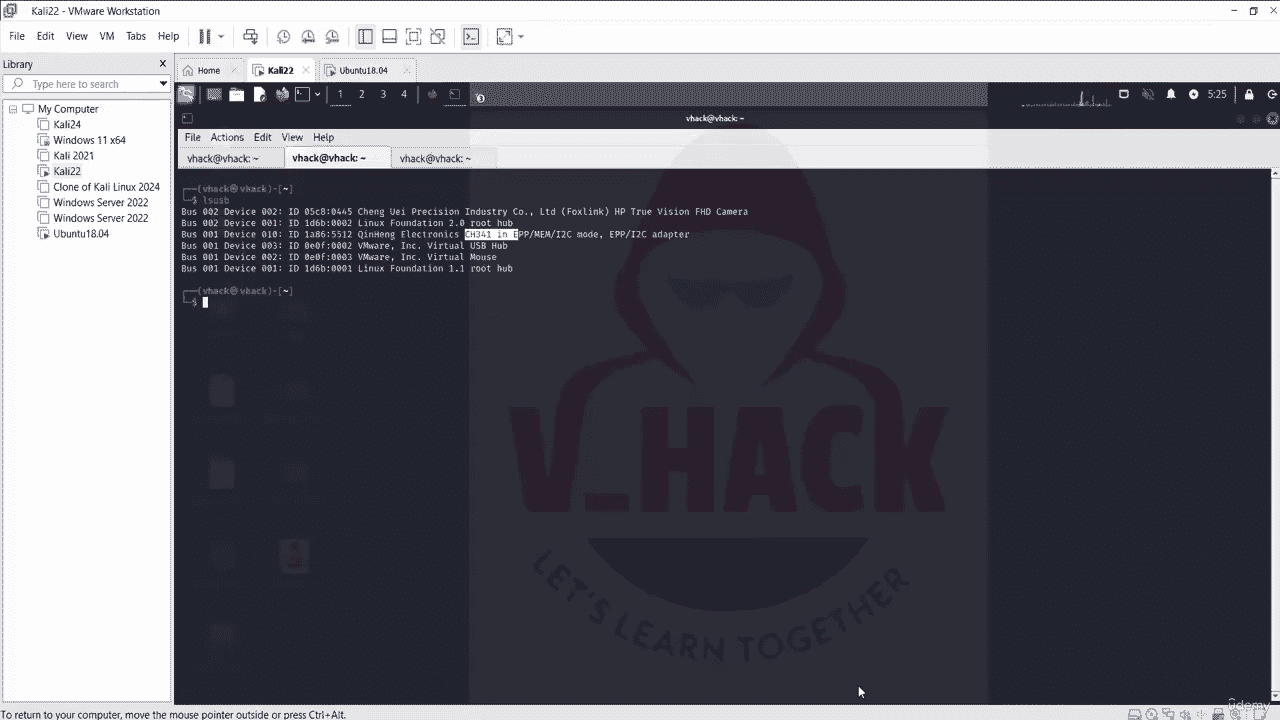 Kali22 - VMware Workstation
File Edit View VM Tabs Help
Library
Type here to search
My Computer
Kali24
Windows 11 x64
Kali 2021
Kali22
Clone of Kali Linux 2024
Windows Server 2022
Windows Server 2022
Ubuntu18.04
Home Kali22 Ubuntu18.04
1 2 3 4 5:25
vhack@vhack: ~
File Actions Edit View Help
vhack@vhack: ~ vhack@vhack: ~ vhack@vhack: ~
(vhack@vhack)-[~]
$ lsusb
Bus 002 Device 002: ID 05c8:0445 Cheng Uei Precision Industry Co., Ltd (Foxlink) HP True Vision FHD Camera
Bus 002 Device 001: ID 1d6b:0002 Linux Foundation 2.0 root hub
Bus 001 Device 010: ID 1a86:5512 QinHeng Electronics CH341 in EPP/MEM/I2C mode, EPP/I2C adapter
Bus 001 Device 003: ID 0e0f:0002 VMware, Inc. Virtual USB Hub
Bus 001 Device 002: ID 0e0f:0003 VMware, Inc. Virtual Mouse
Bus 001 Device 001: ID 1d6b:0001 Linux Foundation 1.1 root hub
(vhack@vhack)-[~]
$
V_HACK
LET'S LEARN TOGETHER
To return to your computer, move the mouse pointer outside or press Ctrl+Alt.
ûdemy